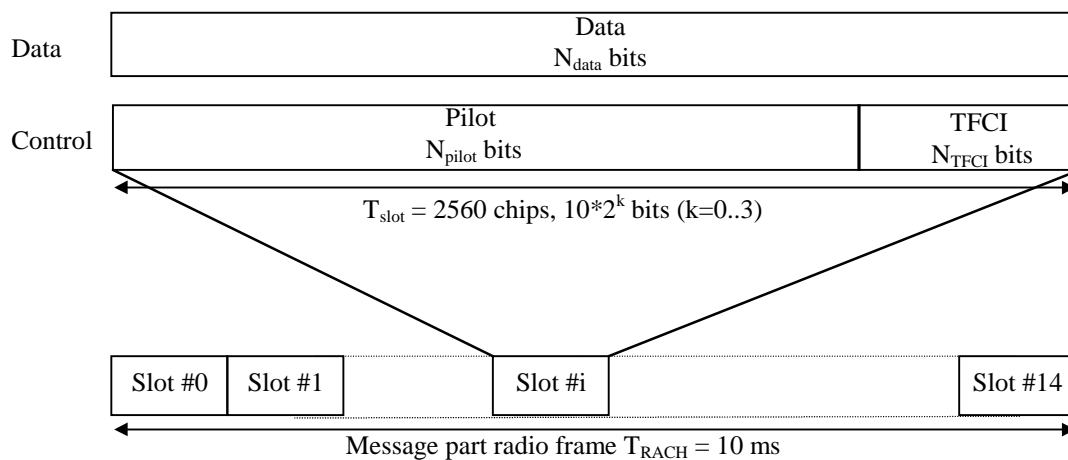 Data
Data
N_data bits
Control
Pilot
N_pilot bits
TFCI
N_TFCI bits
T_slot = 2560 chips, 10*2^k bits (k=0..3)
Slot #0
Slot #1
Slot #i
Slot #14
Message part radio frame T_RACH = 10 ms